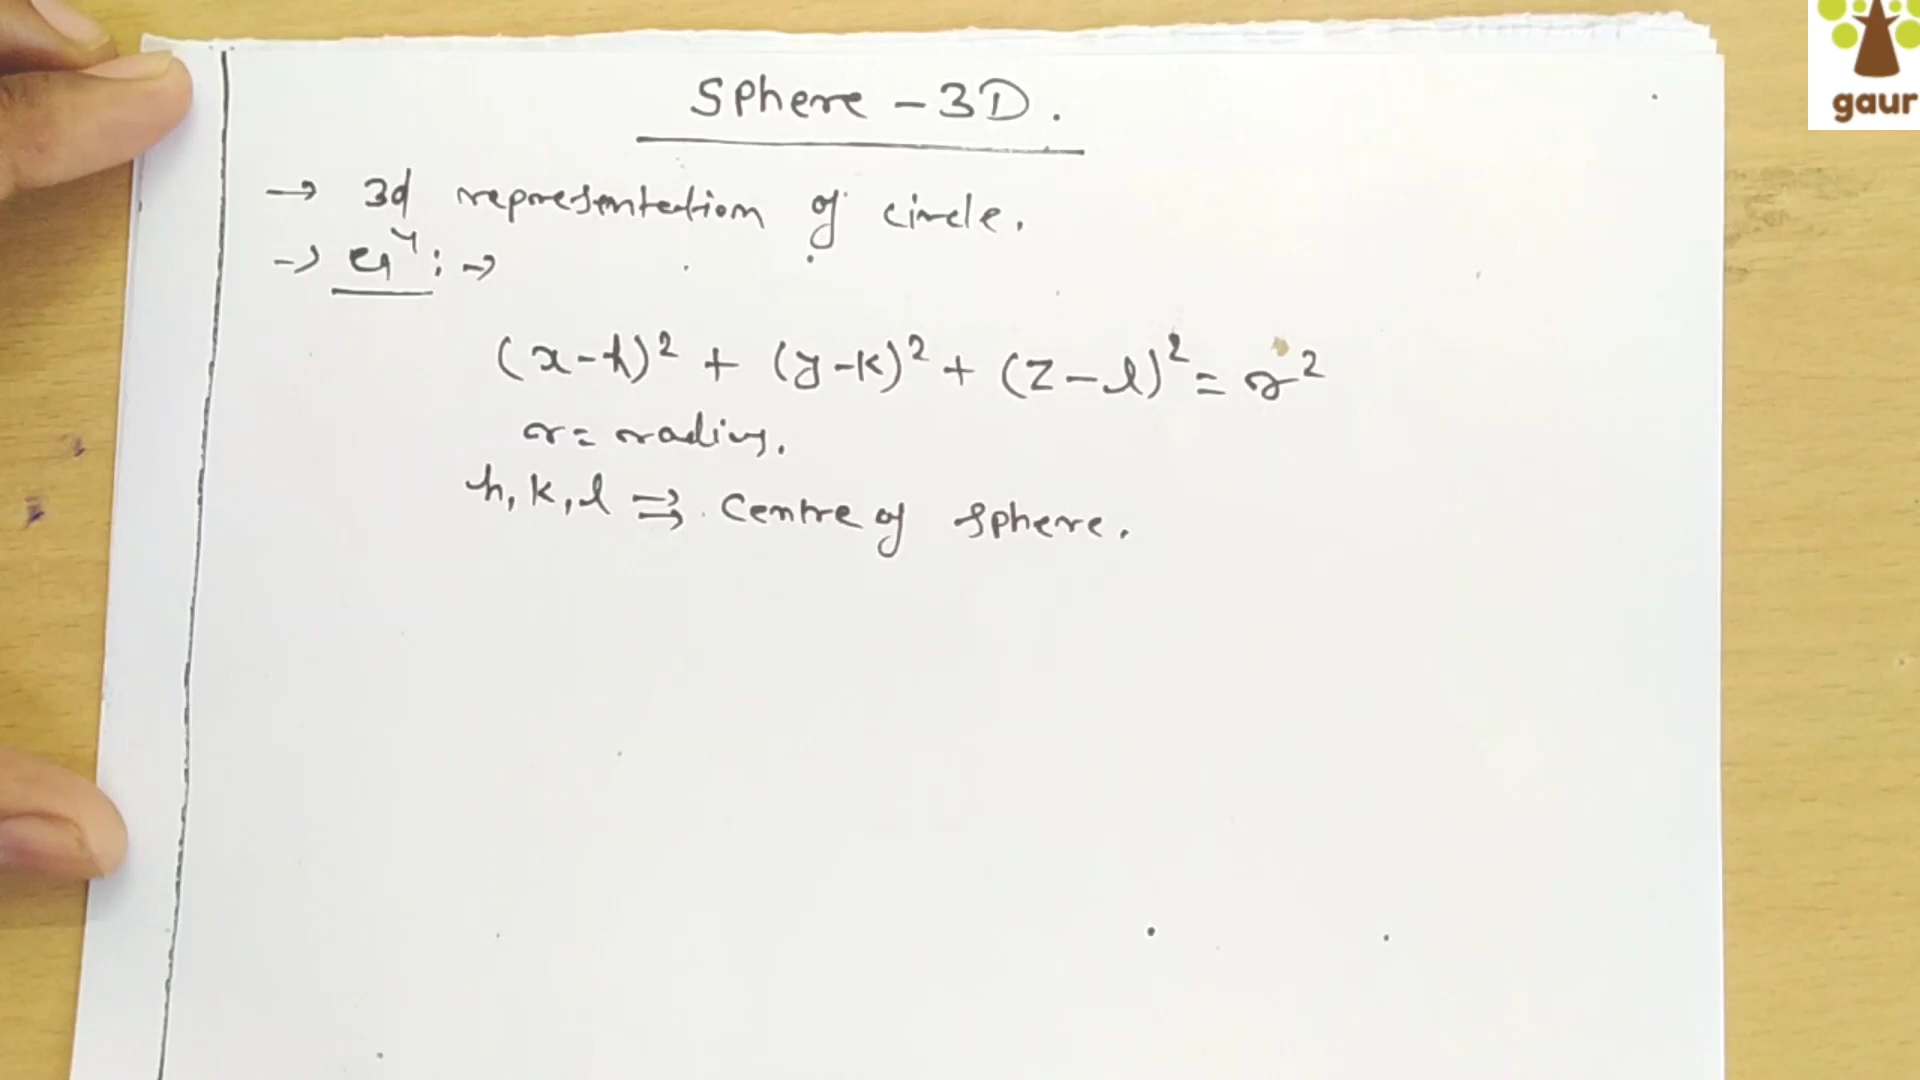 Sphere - 3D.
→ 3d representation of circle.
→ eqⁿ : →
(x-h)² + (y-k)² + (z-l)² = r²
r = radius.
h, k, l ⇒ Centre of sphere.
gaur